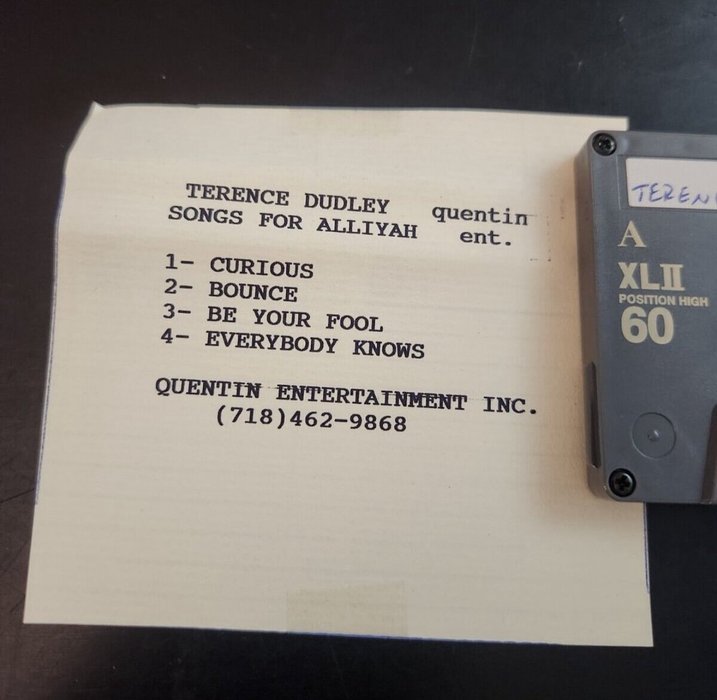 TERENCE DUDLEY quentin
SONGS FOR ALLIYAH ent.
1- CURIOUS
2- BOUNCE
3- BE YOUR FOOL
4- EVERYBODY KNOWS
QUENTIN ENTERTAINMENT INC.
(718)462-9868
A
XLII
POSITION HIGH
60